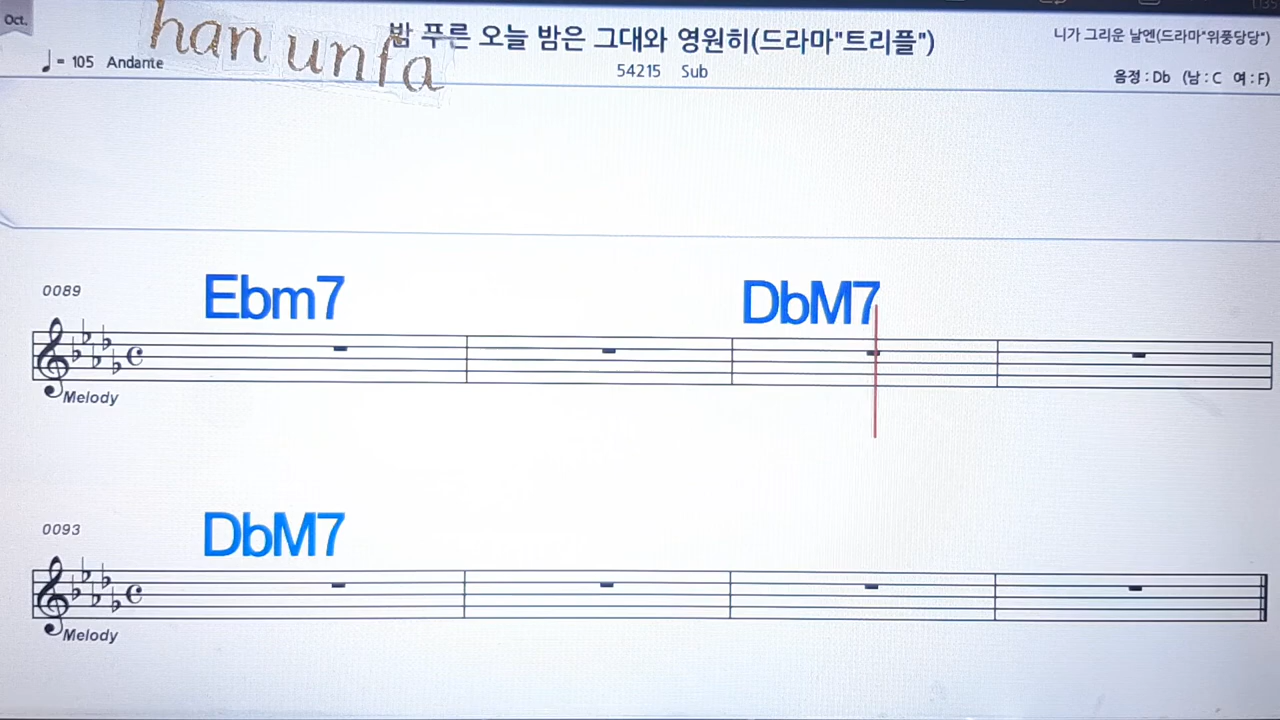 Oct.
han unfa
밤 푸른 오늘 밤은 그대와 영원히(드라마"트리플")
니가 그리운 날엔(드라마"위풍당당")
♩= 105 Andante
54215 Sub
음정 : Db (남 : C 여 : F)
0089
Ebm7 DbM7
Melody
0093
DbM7
Melody